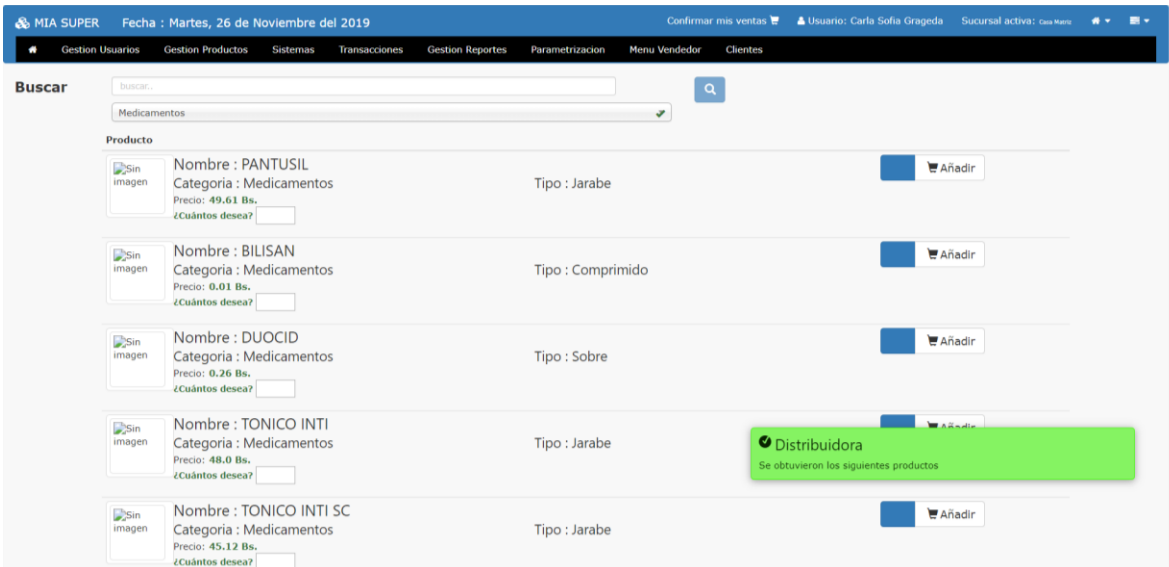 MIA SUPER Fecha : Martes, 26 de Noviembre del 2019 Confirmar mis ventas Usuario: Carla Sofia Grageda Sucursal activa: Casa Matriz
Gestion Usuarios Gestion Productos Sistemas Transacciones Gestion Reportes Parametrizacion Menu Vendedor Clientes
Buscar buscar..
Medicamentos
Producto
Sin imagen
Nombre : PANTUSIL
Categoria : Medicamentos
Precio: 49.61 Bs.
¿Cuántos desea?
Tipo : Jarabe
Añadir
Sin imagen
Nombre : BILISAN
Categoria : Medicamentos
Precio: 0.01 Bs.
¿Cuántos desea?
Tipo : Comprimido
Añadir
Sin imagen
Nombre : DUOCID
Categoria : Medicamentos
Precio: 0.26 Bs.
¿Cuántos desea?
Tipo : Sobre
Añadir
Sin imagen
Nombre : TONICO INTI
Categoria : Medicamentos
Precio: 48.0 Bs.
¿Cuántos desea?
Tipo : Jarabe
Añadir
Distribuidora
Se obtuvieron los siguientes productos
Sin imagen
Nombre : TONICO INTI SC
Categoria : Medicamentos
Precio: 45.12 Bs.
¿Cuántos desea?
Tipo : Jarabe
Añadir